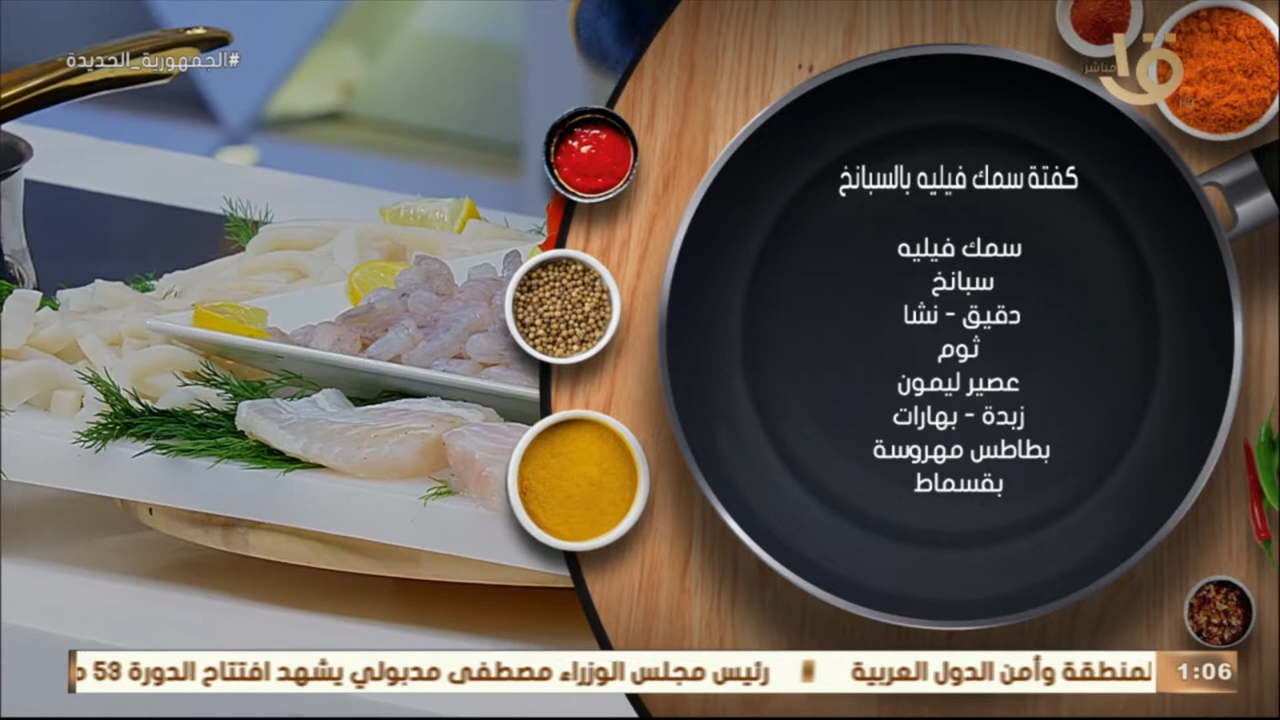 #الجمهورية_الجديدة
مباشر
كفتة سمك فيليه بالسبانخ
سمك فيليه
سبانخ
دقيق - نشا
ثوم
عصير ليمون
زبدة - بهارات
بطاطس مهروسة
بقسماط
لمنطقة وأمن الدول العربية رئيس مجلس الوزراء مصطفى مدبولي يشهد افتتاح الدورة 53
1:06